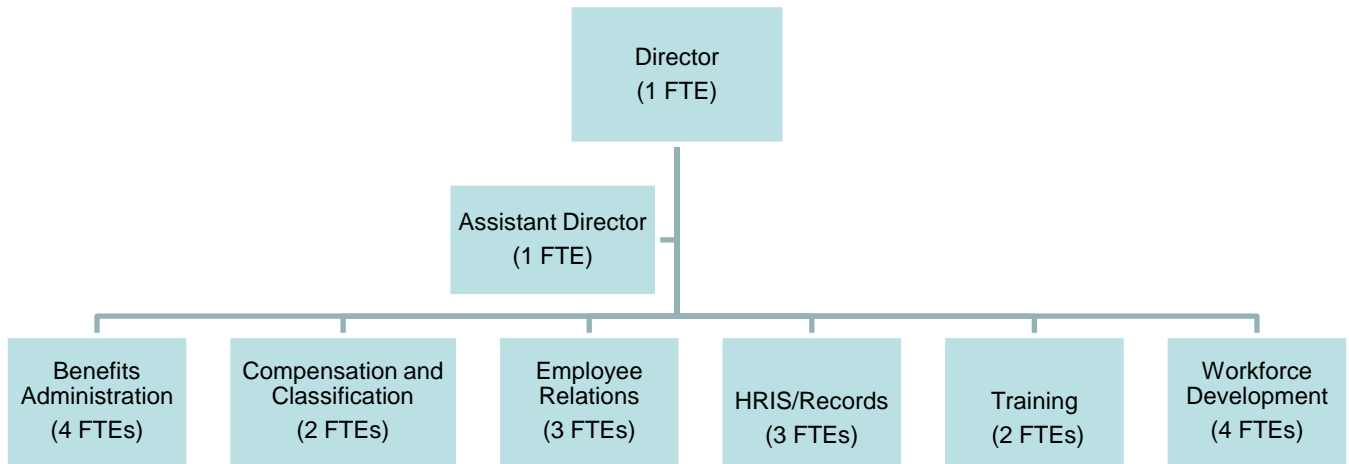 Director
(1 FTE)
Assistant Director
(1 FTE)
Benefits
Administration
(4 FTEs)
Compensation and
Classification
(2 FTEs)
Employee
Relations
(3 FTEs)
HRIS/Records
(3 FTEs)
Training
(2 FTEs)
Workforce
Development
(4 FTEs)